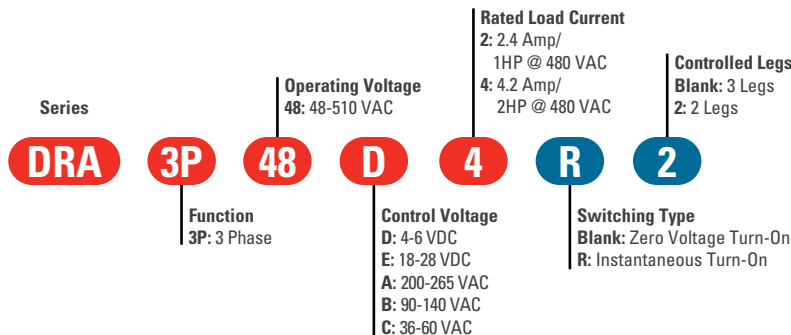 Rated Load Current
2: 2.4 Amp/
1HP @ 480 VAC
4: 4.2 Amp/
2HP @ 480 VAC
Controlled Legs
Blank: 3 Legs
2: 2 Legs
Operating Voltage
48: 48-510 VAC
Series
DRA 3P 48 D 4 R 2
Function
3P: 3 Phase
Control Voltage
D: 4-6 VDC
E: 18-28 VDC
A: 200-265 VAC
B: 90-140 VAC
C: 36-60 VAC
Switching Type
Blank: Zero Voltage Turn-On
R: Instantaneous Turn-On